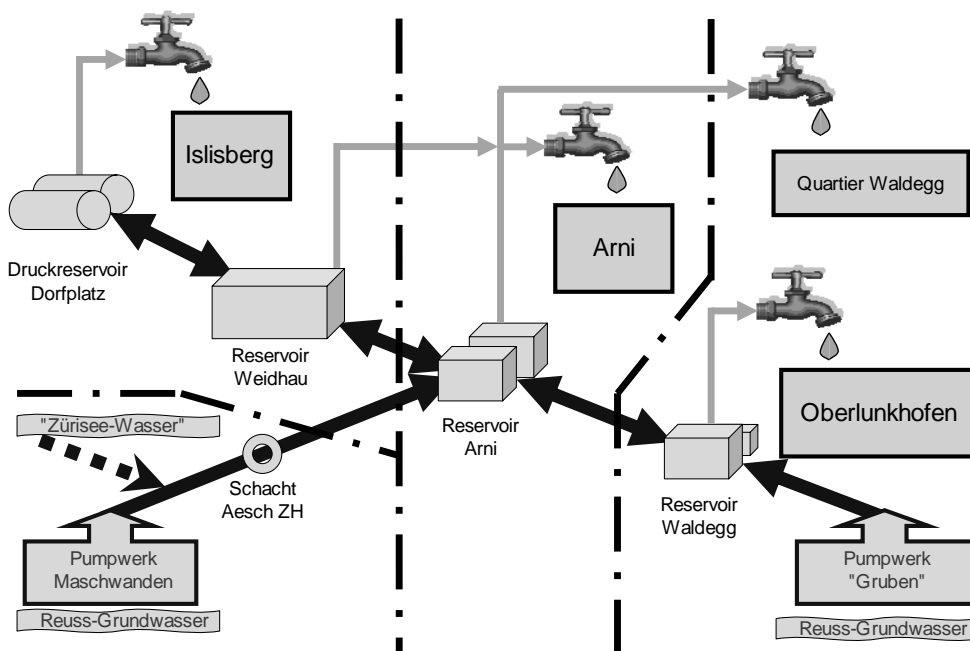 Islisberg
Quartier Waldegg
Arni
Druckreservoir
Dorfplatz
Reservoir
Weidhau
Oberlunkhofen
"Zürisee-Wasser"
Reservoir
Arni
Schacht
Aesch ZH
Reservoir
Waldegg
Pumpwerk
Maschwanden
Pumpwerk
"Gruben"
Reuss-Grundwasser
Reuss-Grundwasser